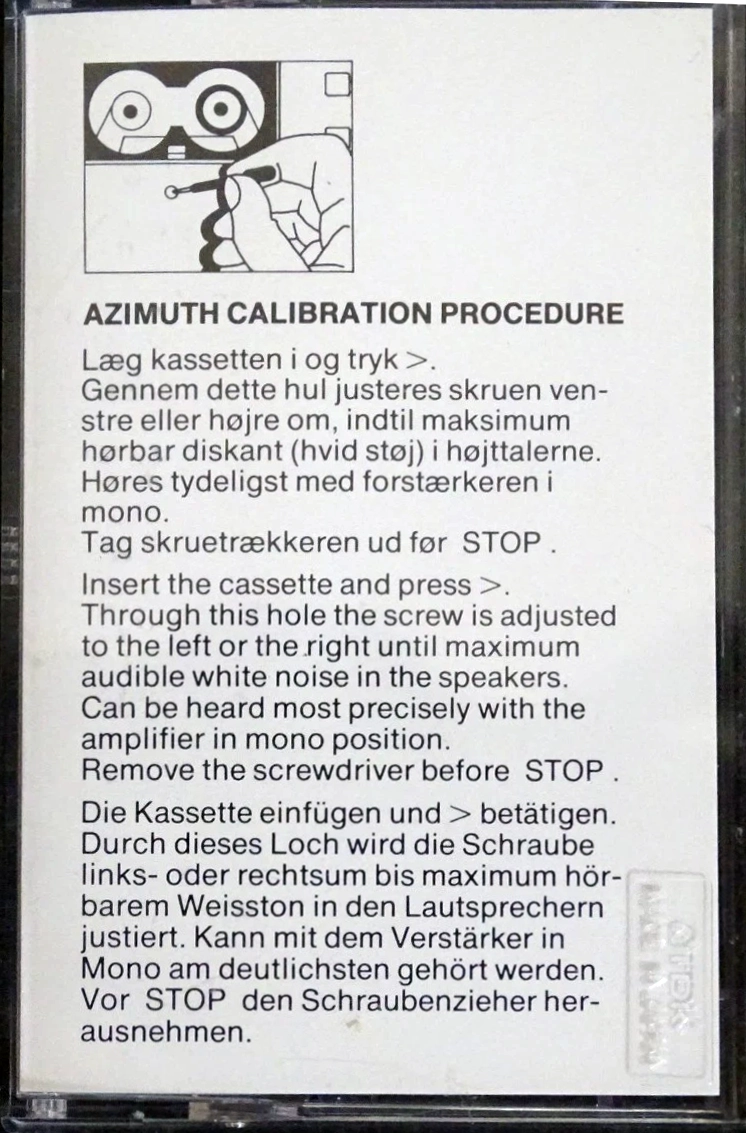 AZIMUTH CALIBRATION PROCEDURE
Læg kassetten i og tryk >.
Gennem dette hul justeres skruen ven-
stre eller højre om, indtil maksimum
hørbar diskant (hvid støj) i højttalerne.
Høres tydeligst med forstærkeren i
mono.
Tag skruetrækkeren ud før STOP .
Insert the cassette and press >.
Through this hole the screw is adjusted
to the left or the right until maximum
audible white noise in the speakers.
Can be heard most precisely with the
amplifier in mono position.
Remove the screwdriver before STOP .
Die Kassette einfügen und > betätigen.
Durch dieses Loch wird die Schraube
links- oder rechtsum bis maximum hör-
barem Weisston in den Lautsprechern
justiert. Kann mit dem Verstärker in
Mono am deutlichsten gehört werden.
Vor STOP den Schraubenzieher her-
ausnehmen.